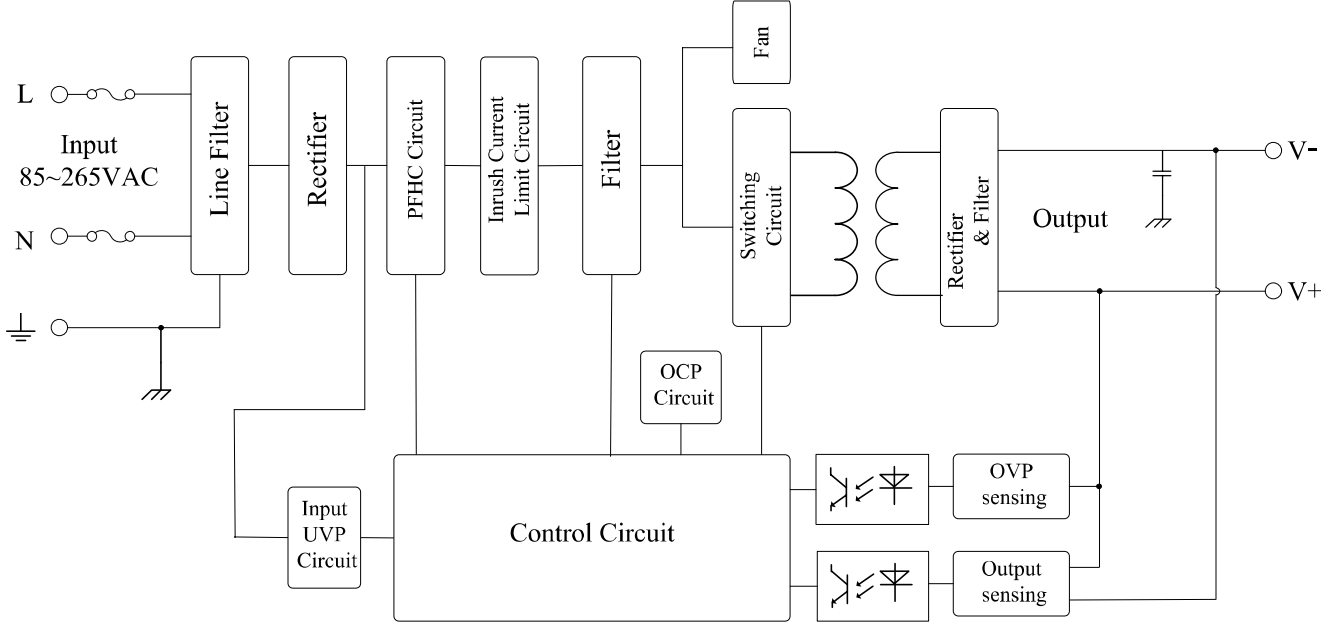 L
Input
85~265VAC
N
Line Filter
Rectifier
PFHC Circuit
Inrush Current
Limit Circuit
Filter
Fan
Switching
Circuit
Rectifier
& Filter
Output
V-
V+
OCP
Circuit
Input
UVP
Circuit
Control Circuit
OVP
sensing
Output
sensing